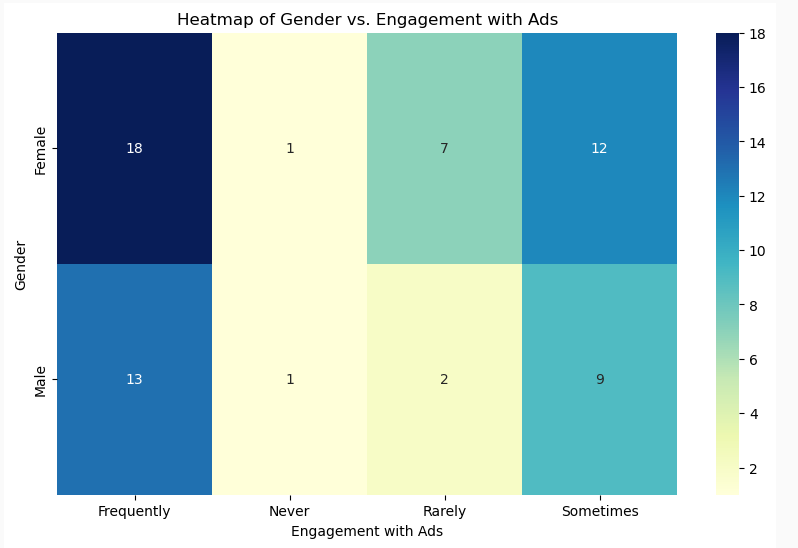 Heatmap of Gender vs. Engagement with Ads
18
16
14
12
10
8
6
4
2
Gender
Female
18 1 7 12
Male
13 1 2 9
Frequently Never Rarely Sometimes
Engagement with Ads